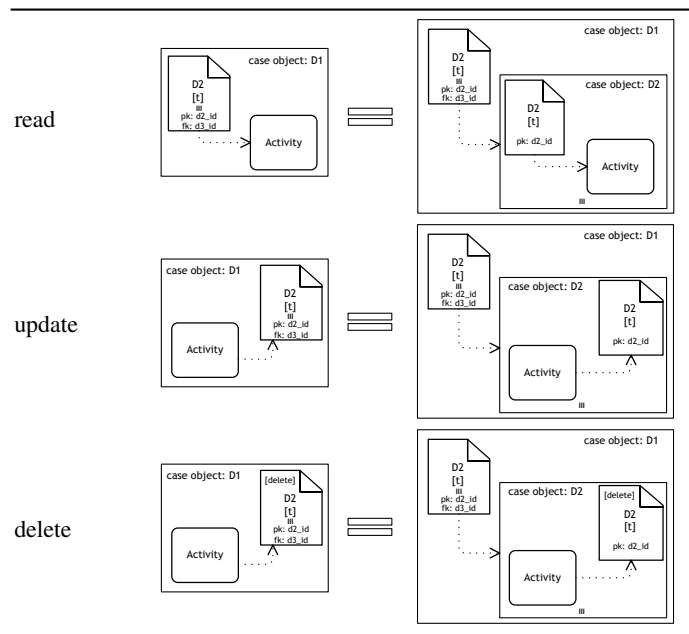 read
case object: D1
D2
[t]
III
pk: d2_id
fk: d3_id
Activity
case object: D1
D2
[t]
III
pk: d2_id
fk: d3_id
case object: D2
D2
[t]
pk: d2_id
Activity
III
update
case object: D1
D2
[t]
III
pk: d2_id
fk: d3_id
Activity
case object: D1
D2
[t]
III
pk: d2_id
fk: d3_id
case object: D2
D2
[t]
pk: d2_id
Activity
III
delete
case object: D1
[delete]
D2
[t]
III
pk: d2_id
fk: d3_id
Activity
case object: D1
D2
[t]
III
pk: d2_id
fk: d3_id
case object: D2
[delete]
D2
[t]
pk: d2_id
Activity
III